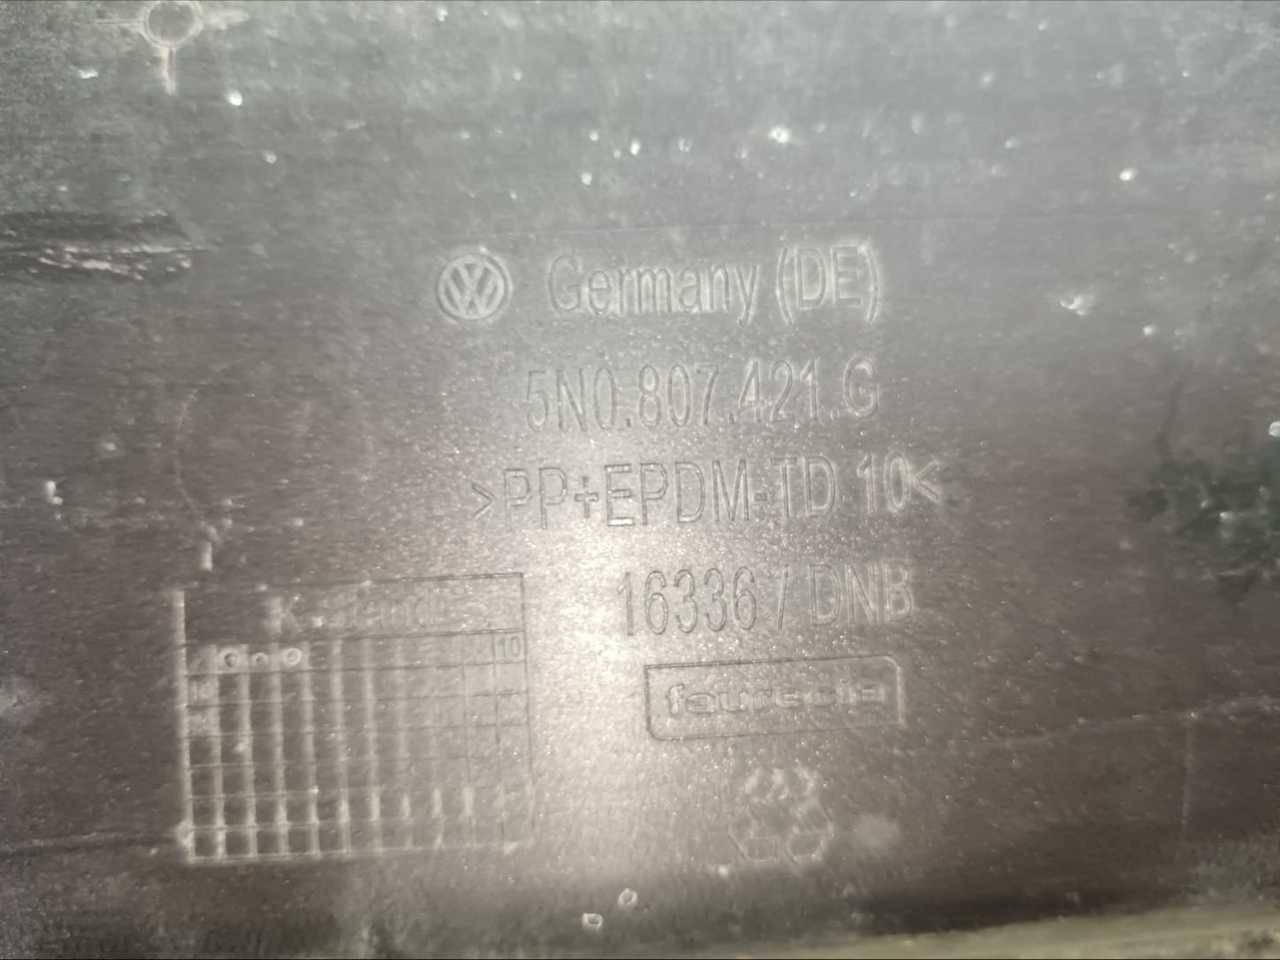 Germany (DE)
5N0.807.421.G
>PP+EPDM-TD 10<
16336 / DNB
10
faurecia